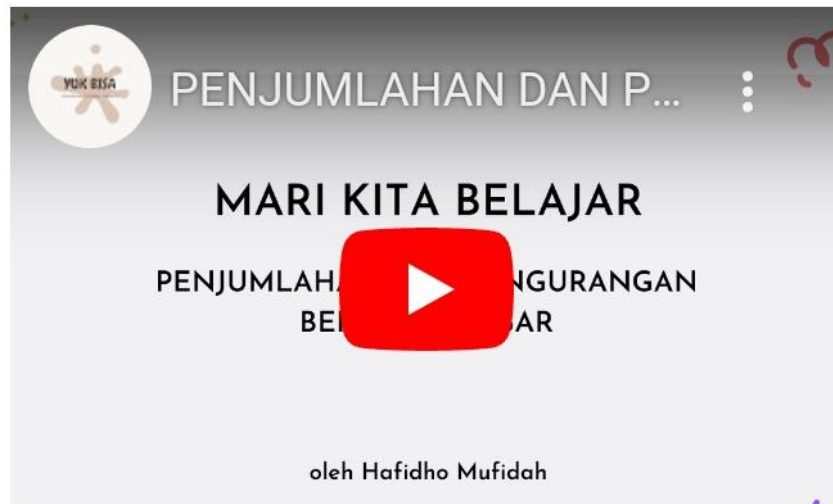 YUK BISA
PENJUMLAHAN DAN P...
MARI KITA BELAJAR
PENJUMLAH NGURANGAN
BE AR
oleh Hafidho Mufidah